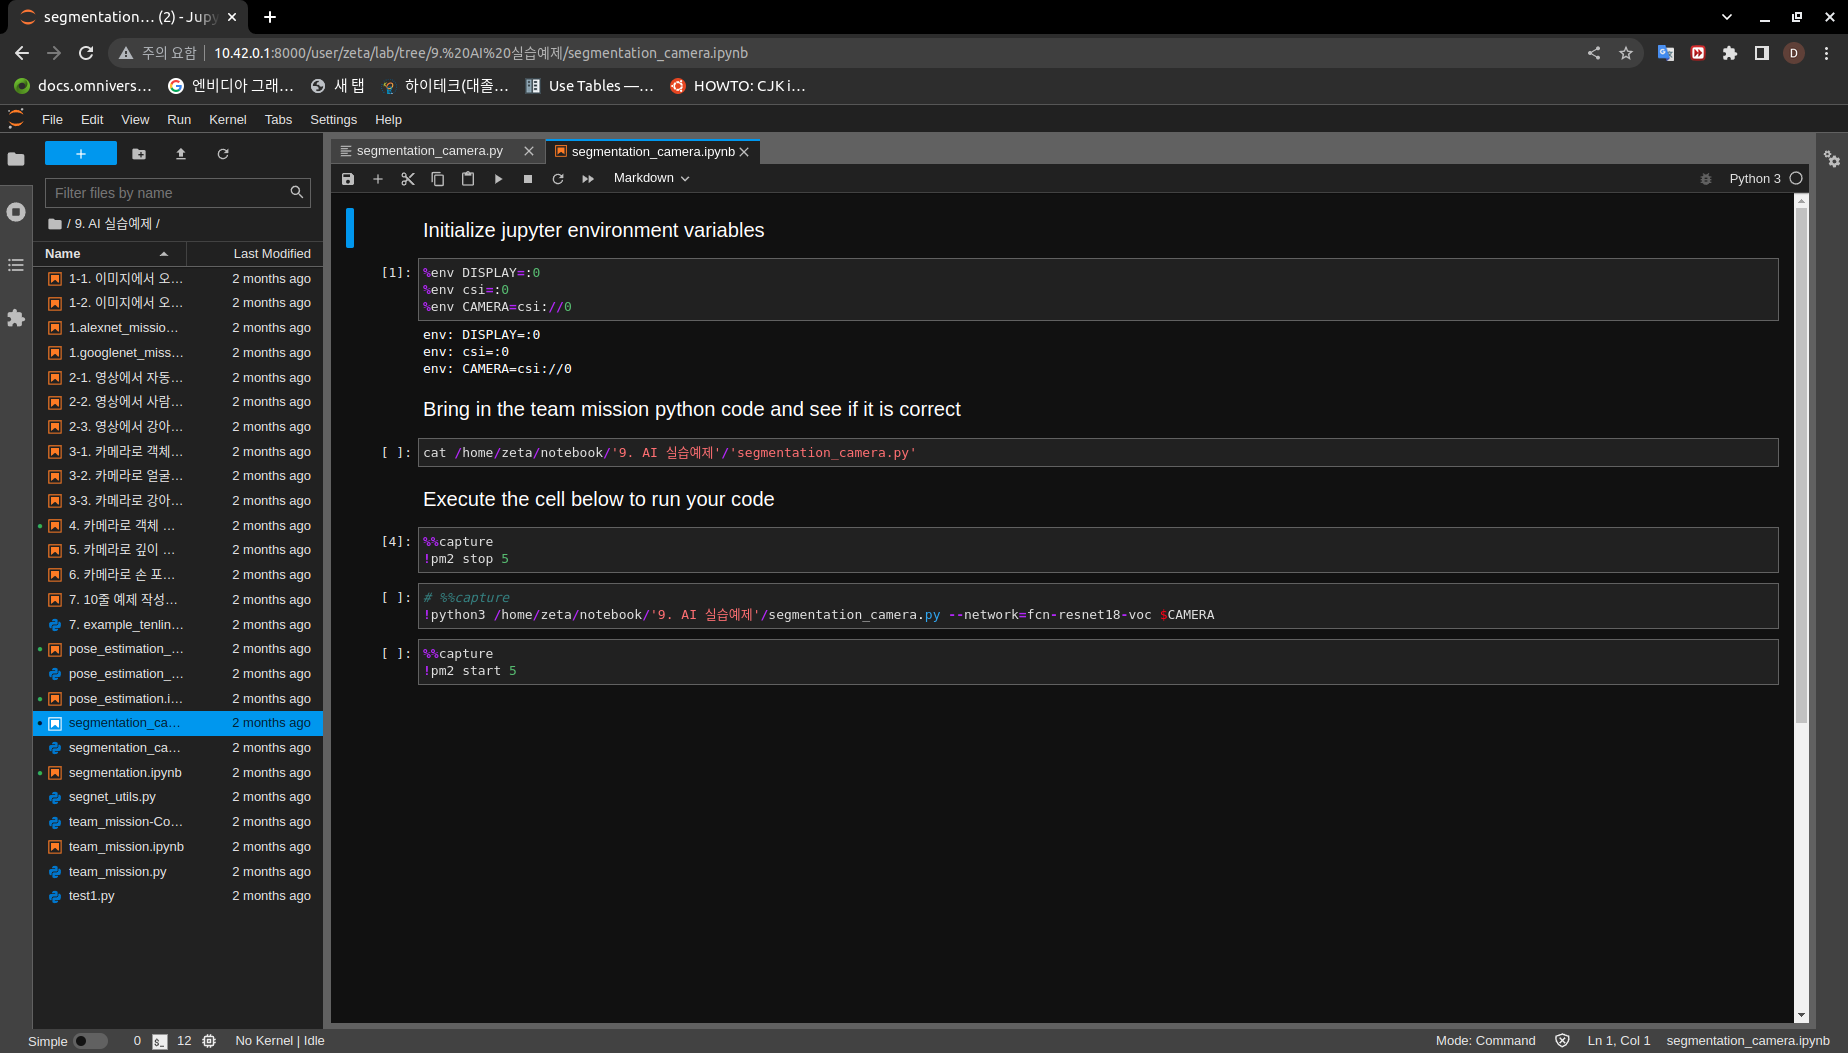 segmentation… (2) - Jupy
주의 요함 | 10.42.0.1:8000/user/zeta/lab/tree/9.%20AI%20실습예제/segmentation_camera.ipynb
D
docs.omnivers… 엔비디아 그래… 새 탭 하이테크(대졸… Use Tables —… HOWTO: CJK i…
File Edit View Run Kernel Tabs Settings Help
segmentation_camera.py segmentation_camera.ipynb
Markdown Python 3
Filter files by name
/ 9. AI 실습예제 /
Name Last Modified
1-1. 이미지에서 오… 2 months ago
1-2. 이미지에서 오… 2 months ago
1.alexnet_missio… 2 months ago
1.googlenet_miss… 2 months ago
2-1. 영상에서 자동… 2 months ago
2-2. 영상에서 사람… 2 months ago
2-3. 영상에서 강아… 2 months ago
3-1. 카메라로 객체… 2 months ago
3-2. 카메라로 얼굴… 2 months ago
3-3. 카메라로 강아… 2 months ago
4. 카메라로 객체 … 2 months ago
5. 카메라로 깊이 … 2 months ago
6. 카메라로 손 포… 2 months ago
7. 10줄 예제 작성… 2 months ago
7. example_tenlin… 2 months ago
pose_estimation_… 2 months ago
pose_estimation_… 2 months ago
pose_estimation.i… 2 months ago
segmentation_ca… 2 months ago
segmentation_ca… 2 months ago
segmentation.ipynb 2 months ago
segnet_utils.py 2 months ago
team_mission-Co… 2 months ago
team_mission.ipynb 2 months ago
team_mission.py 2 months ago
test1.py 2 months ago
Initialize jupyter environment variables
[1]: %env DISPLAY=:0
%env csi=:0
%env CAMERA=csi://0
env: DISPLAY=:0
env: csi=:0
env: CAMERA=csi://0
Bring in the team mission python code and see if it is correct
[ ]: cat /home/zeta/notebook/'9. AI 실습예제'/'segmentation_camera.py'
Execute the cell below to run your code
[4]: %%capture
!pm2 stop 5
[ ]: # %%capture
!python3 /home/zeta/notebook/'9. AI 실습예제'/segmentation_camera.py --network=fcn-resnet18-voc $CAMERA
[ ]: %%capture
!pm2 start 5
Simple 0 $_ 12 No Kernel | Idle Mode: Command Ln 1, Col 1 segmentation_camera.ipynb